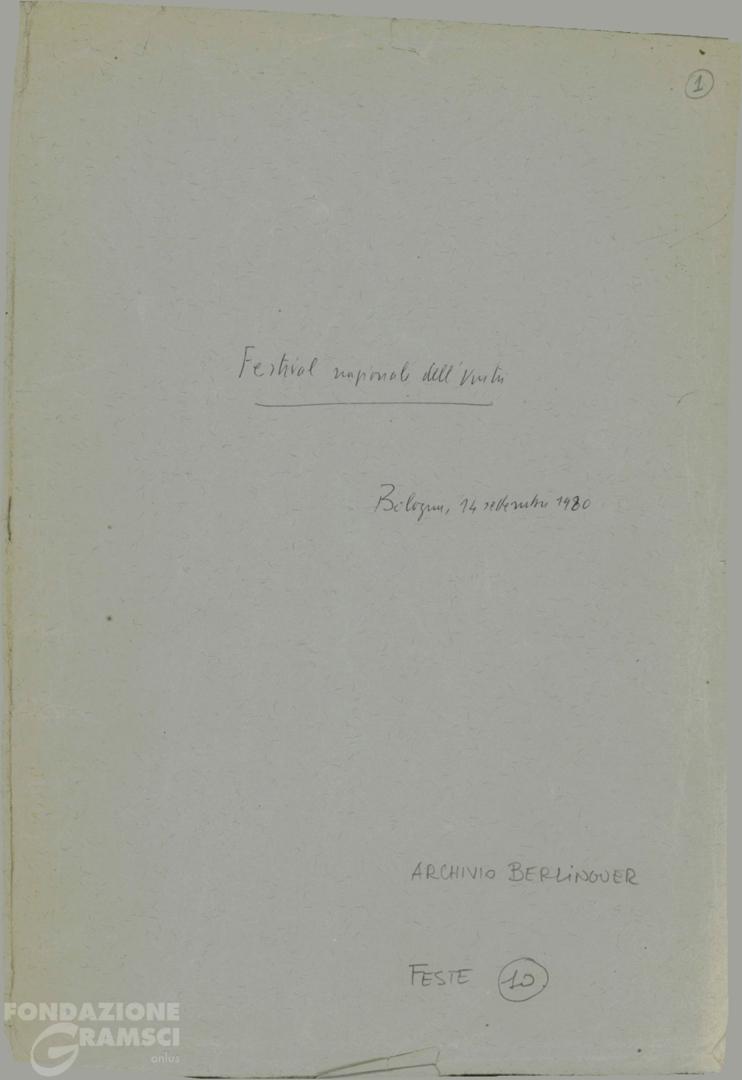 1
Festival nazionale dell'Unità
Bologna, 14 settembre 1980
ARCHIVIO BERLINGUER
FESTE 10
FONDAZIONE
GRAMSCI
onlus